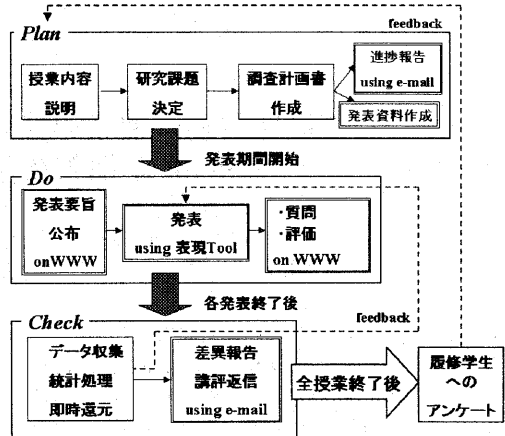 feedback
Plan
授業内容
説明
研究課題
決定
調査計画書
作成
進捗報告
using e-mail
発表資料作成
発表期間開始
Do
発表要旨
公布
onWWW
発表
using 表現Tool
・質問
・評価
on WWW
各発表終了後
feedback
Check
データ収集
統計処理
即時還元
差異報告
講評返信
using e-mail
全授業終了後
履修学生
への
アンケート